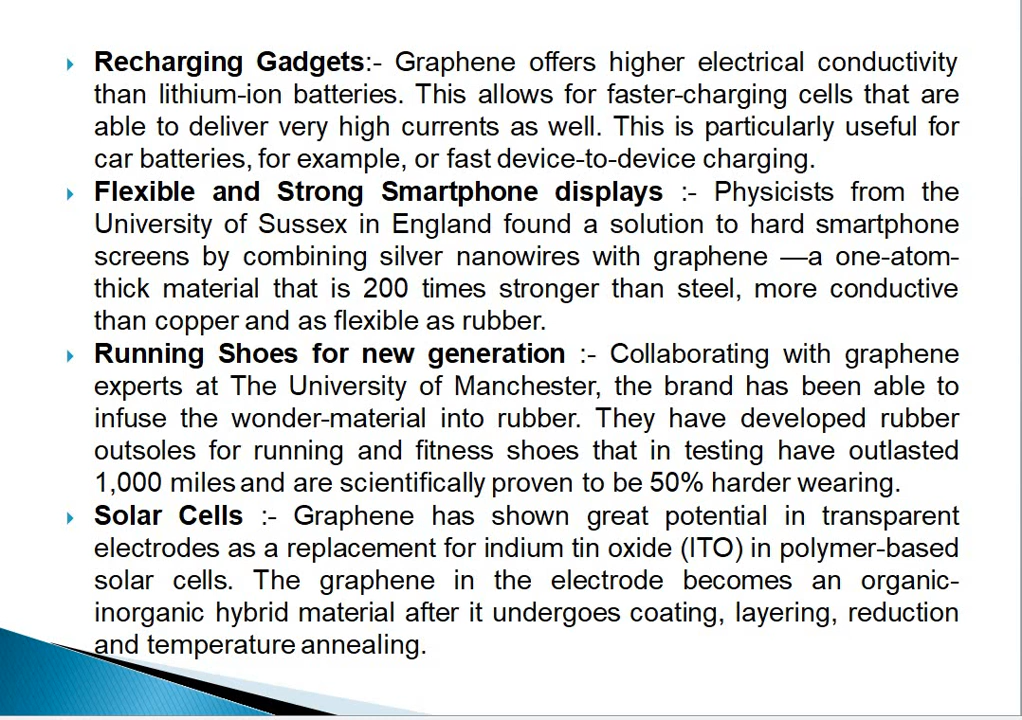 Recharging Gadgets:- Graphene offers higher electrical conductivity
than lithium-ion batteries. This allows for faster-charging cells that are
able to deliver very high currents as well. This is particularly useful for
car batteries, for example, or fast device-to-device charging.
Flexible and Strong Smartphone displays :- Physicists from the
University of Sussex in England found a solution to hard smartphone
screens by combining silver nanowires with graphene —a one-atom-
thick material that is 200 times stronger than steel, more conductive
than copper and as flexible as rubber.
Running Shoes for new generation :- Collaborating with graphene
experts at The University of Manchester, the brand has been able to
infuse the wonder-material into rubber. They have developed rubber
outsoles for running and fitness shoes that in testing have outlasted
1,000 miles and are scientifically proven to be 50% harder wearing.
Solar Cells :- Graphene has shown great potential in transparent
electrodes as a replacement for indium tin oxide (ITO) in polymer-based
solar cells. The graphene in the electrode becomes an organic-
inorganic hybrid material after it undergoes coating, layering, reduction
and temperature annealing.